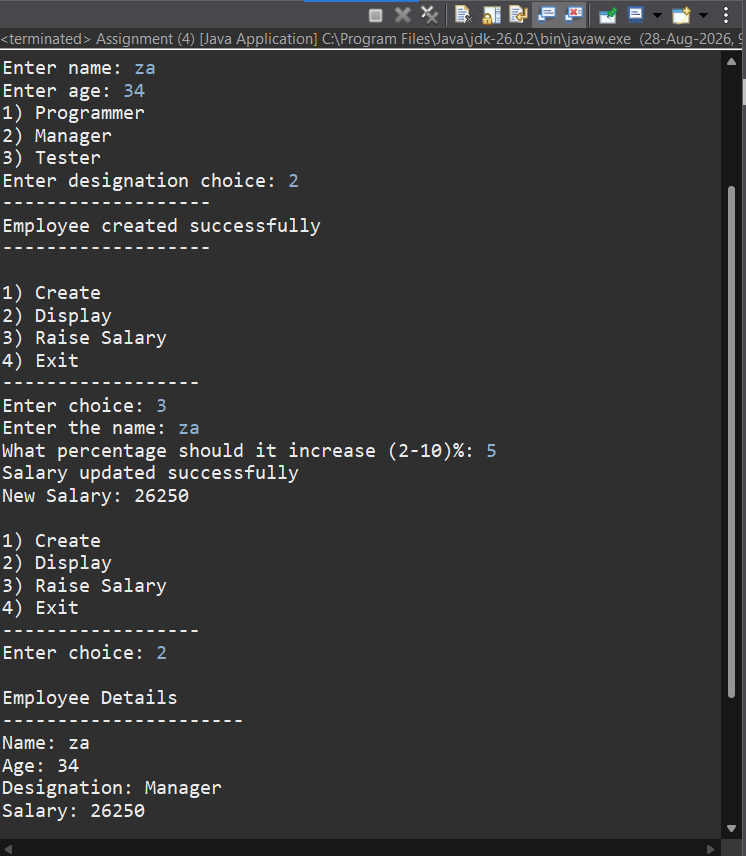 <terminated> Assignment (4) [Java Application] C:\Program Files\Java\jdk-26.0.2\bin\javaw.exe (28-Aug-2026, 9
Enter name: za
Enter age: 34
1) Programmer
2) Manager
3) Tester
Enter designation choice: 2
-------------------
Employee created successfully
-------------------
1) Create
2) Display
3) Raise Salary
4) Exit
------------------
Enter choice: 3
Enter the name: za
What percentage should it increase (2-10)%: 5
Salary updated successfully
New Salary: 26250
1) Create
2) Display
3) Raise Salary
4) Exit
------------------
Enter choice: 2
Employee Details
----------------------
Name: za
Age: 34
Designation: Manager
Salary: 26250